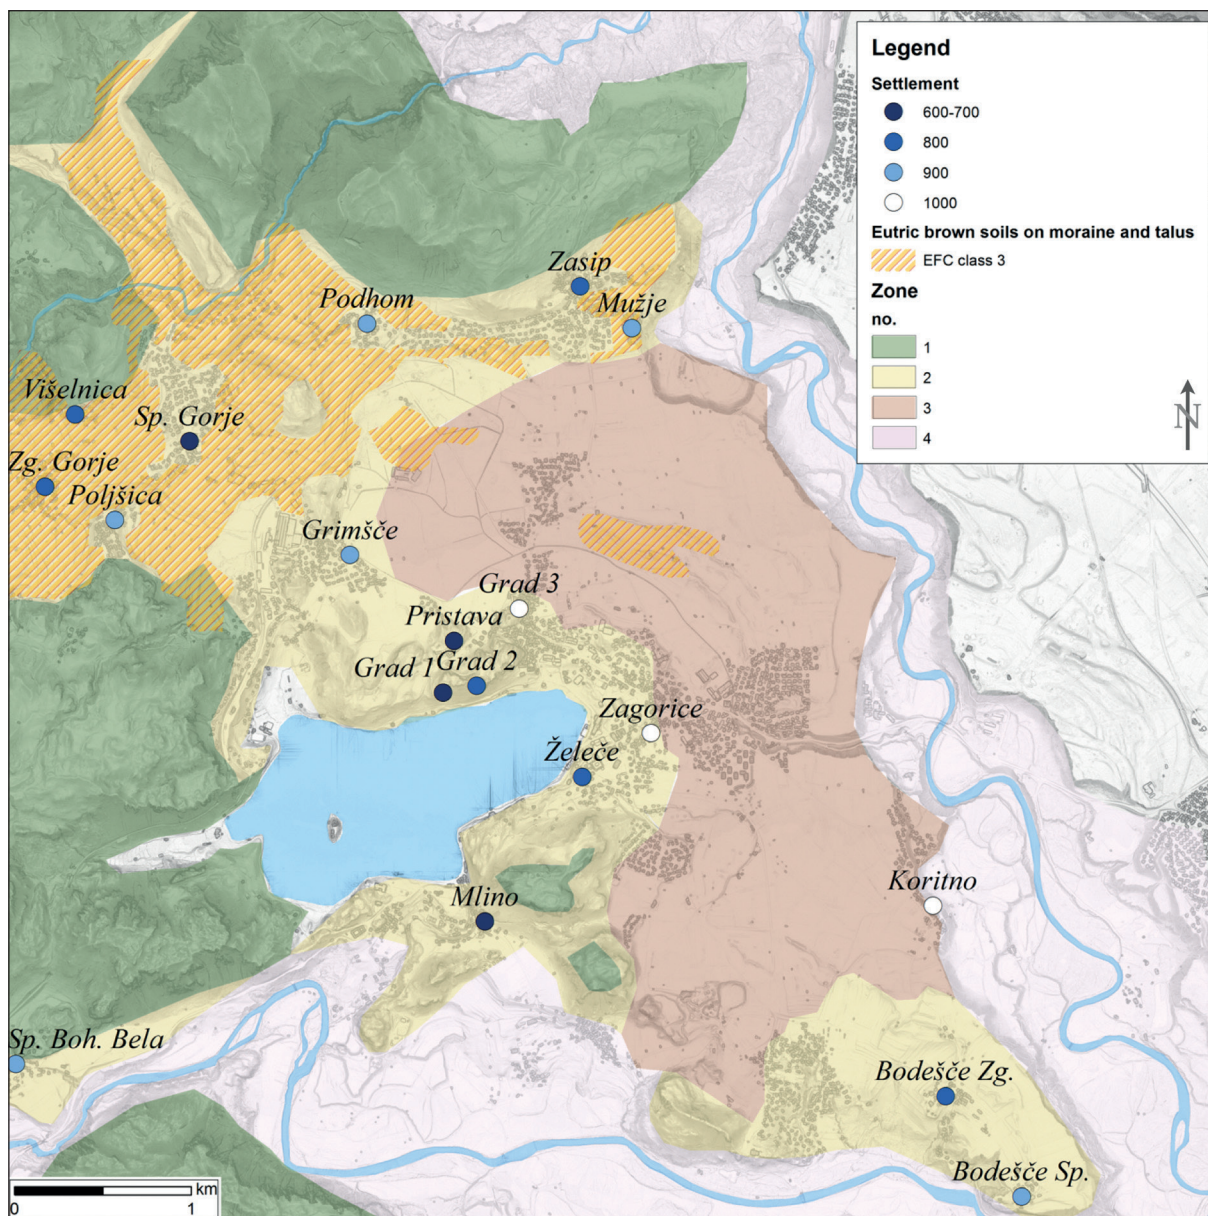 Legend
Settlement
600-700
800
900
1000
Eutric brown soils on moraine and talus
EFC class 3
Zone
no.
1
2
3
4
N
Zasip
Podhom
Mužje
Višelnica
Sp. Gorje
Zg. Gorje
Poljšica
Grimšče
Grad 3
Pristava
Grad 1
Grad 2
Zagorice
Želeče
Koritno
Mlino
Sp. Boh. Bela
Bodešče Zg.
Bodešče Sp.
km
0 1